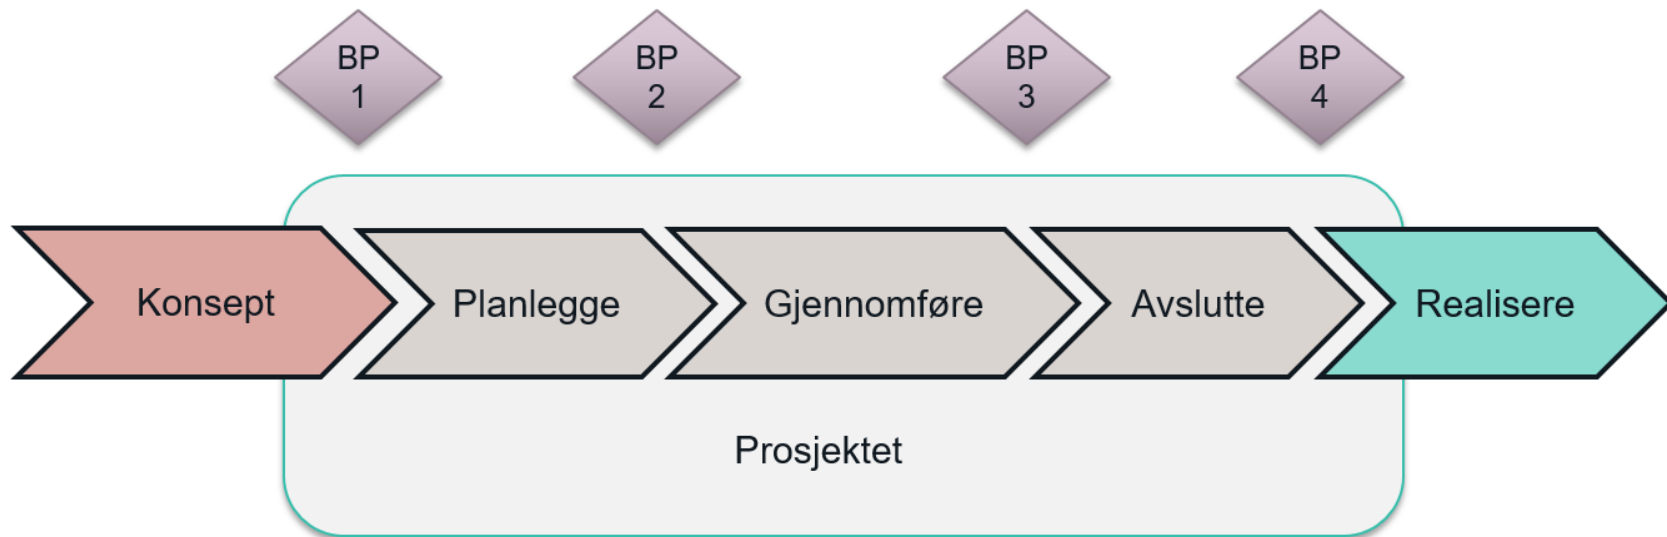 BP
1
BP
2
BP
3
BP
4
Konsept
Planlegge
Gjennomføre
Avslutte
Realisere
Prosjektet